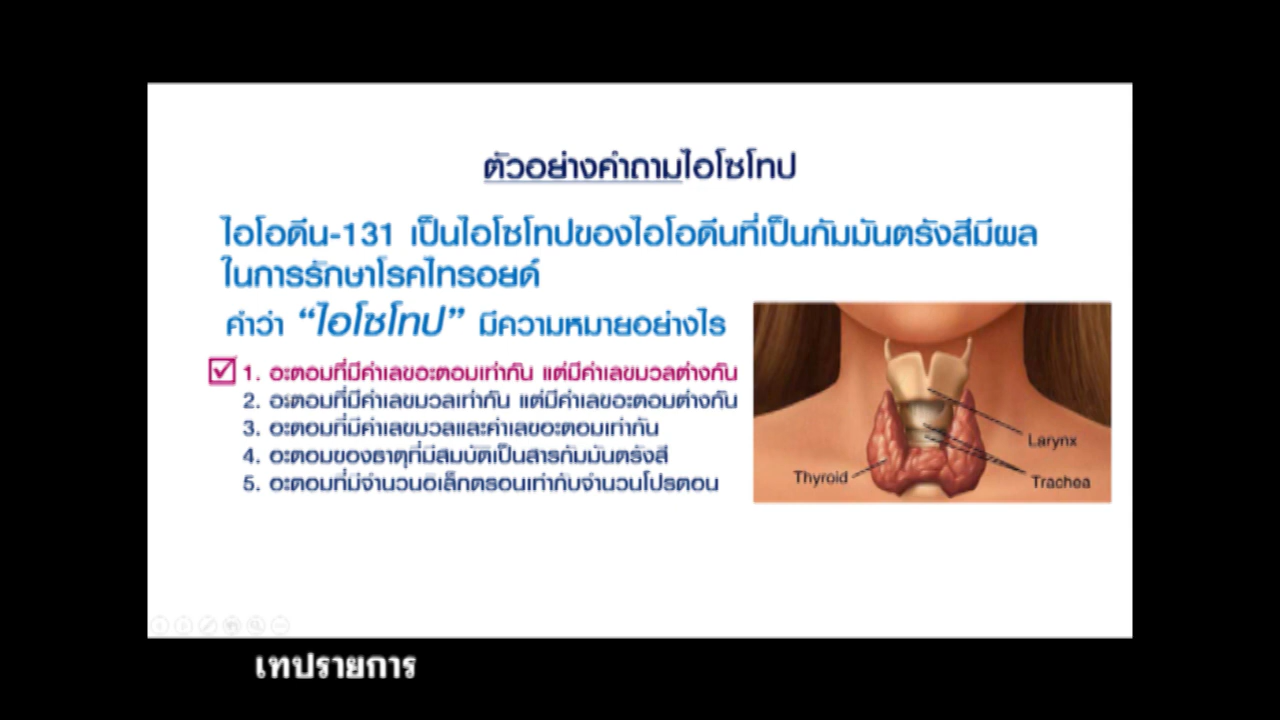 ตัวอย่างคำถามไอโซโทป
ไอโอดีน-131 เป็นไอโซโทปของไอโอดีนที่เป็นกัมมันตรังสีมีผล
ในการรักษาโรคไทรอยด์
คำว่า “ไอโซโทป” มีความหมายอย่างไร
1. อะตอมที่มีค่าเลขอะตอมเท่ากัน แต่มีค่าเลขมวลต่างกัน
2. อะตอมที่มีค่าเลขมวลเท่ากัน แต่มีค่าเลขอะตอมต่างกัน
3. อะตอมที่มีค่าเลขมวลและค่าเลขอะตอมเท่ากัน
4. อะตอมของธาตุที่มีสมบัติเป็นสารกัมมันตรังสี
5. อะตอมที่มีจำนวนอิเล็กตรอนเท่ากับจำนวนโปรตอน
Larynx
Thyroid
Trachea
เทปรายการ